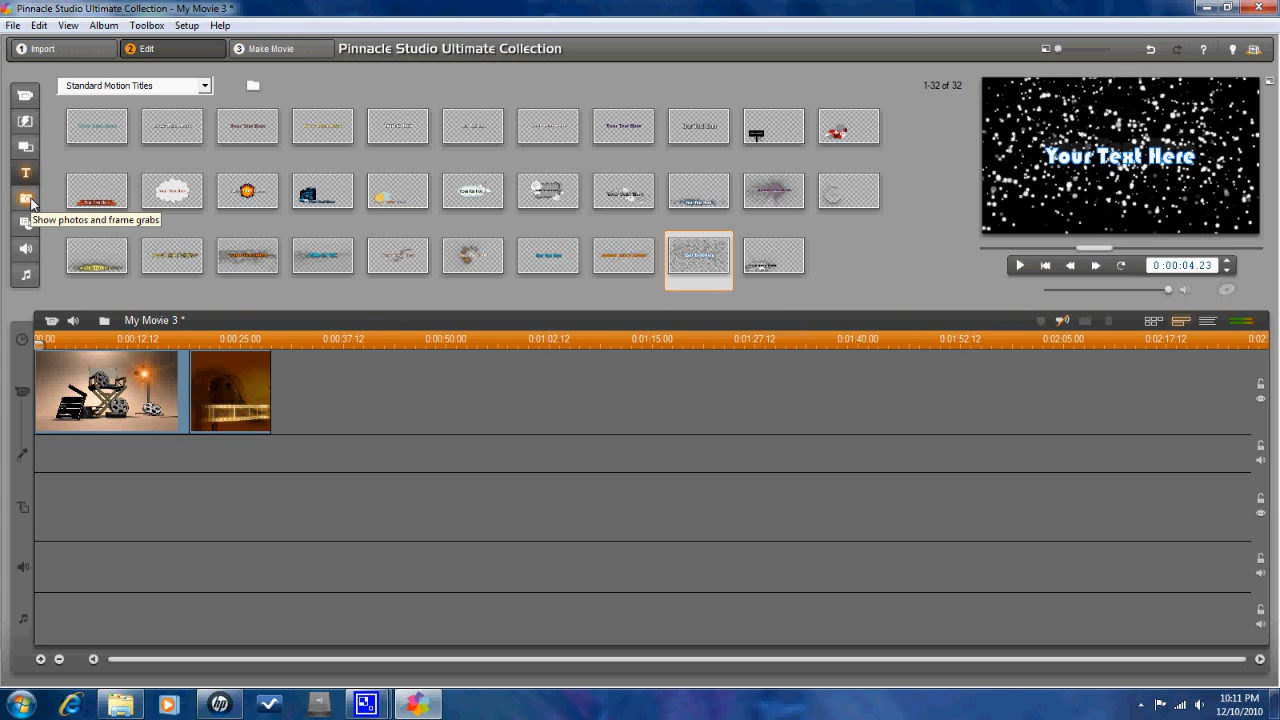 Pinnacle Studio Ultimate Collection - My Movie 3 *
File Edit View Album Toolbox Setup Help
1 Import
2 Edit
3 Make Movie
Pinnacle Studio Ultimate Collection
Standard Motion Titles
1-32 of 32
Your Text Here
Show photos and frame grabs
0:00:04.23
My Movie 3 *
0:00:12.12 0:00:25.00 0:00:37.12 0:00:50.00 0:01:02.12 0:01:15.00 0:01:27.12 0:01:40.00 0:01:52.12 0:02:05.00 0:02:17.12
10:11 PM
12/10/2010